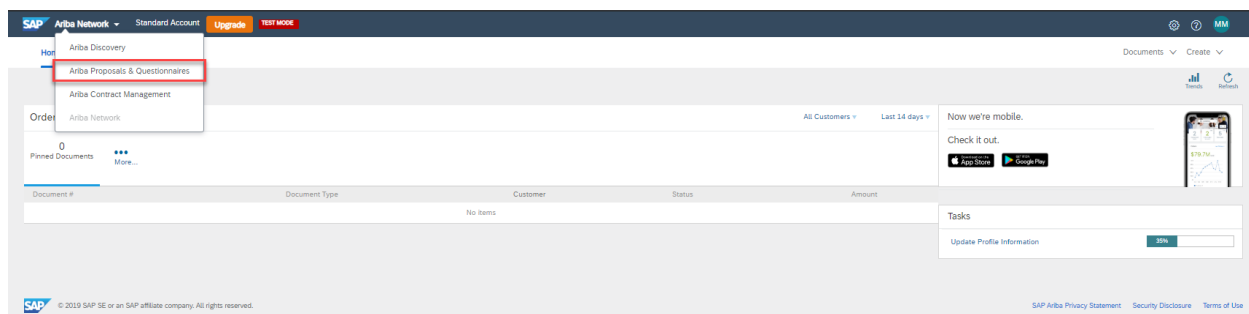 SAP Ariba Network Standard Account Upgrade TEST MODE MM
Ariba Discovery
Hor Documents Create
Ariba Proposals & Questionnaires
Trends Refresh
Ariba Contract Management
Order All Customers Last 14 days Now we're mobile.
Ariba Network
Check it out.
0
Pinned Documents More...
App Store Google Play
$79.7M
Document # Document Type Customer Status Amount
No items
Tasks
Update Profile Information 35%
SAP © 2019 SAP SE or an SAP affiliate company. All rights reserved. SAP Ariba Privacy Statement Security Disclosure Terms of Use